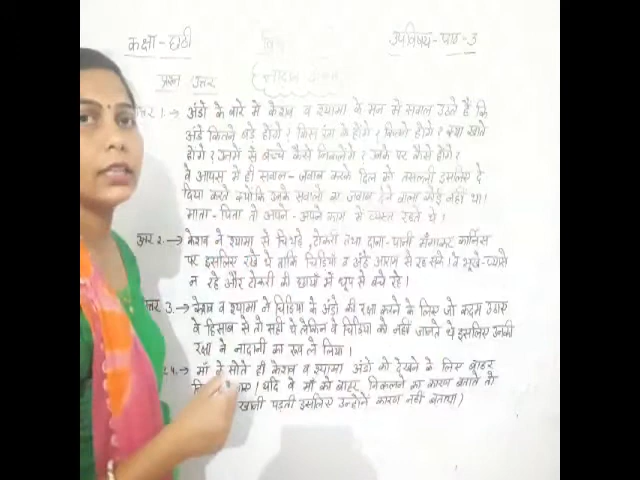 कक्षा - छठी
उपविषय - पाठ - 3
प्रश्न उत्तर
उत्तर 1. → अंडो के बारे में केशव व श्यामा के मन में सवाल उठते हैं कि
अंडे कितने बड़े होंगे? किस रंग के होंगे? कितने होंगे? क्या खाते
होंगे? उनमें से बच्चे कैसे निकलेंगे? उनके पर कैसे होंगे?
वे आपस में ही सवाल - जवाब करके दिल को तसल्ली इसलिए दे
दिया करते क्योंकि उनके सवालों का जवाब देने वाला कोई नहीं था।
माता - पिता तो अपने - अपने काम में व्यस्त रहते थे।
उत्तर 2. → केशव ने श्यामा से चिथड़े, टोकरी तथा दाना - पानी मँगाकर कार्निस
पर इसलिए रखे थे ताकि चिड़िया व अंडे आराम से रह सके। वे भूखे - प्यासे
न रहे और टोकरी की छाया में धूप से बचे रहे।
उत्तर 3. → केशव व श्यामा ने चिड़िया के अंडों की रक्षा करने के लिए जो कदम उठाए
वे हिसाब से तो सही थे लेकिन वे चिड़िया को नहीं जानते थे इसलिए उनकी
रक्षा ने नादानी का रूप ले लिया।
4. → माँ के सोते ही केशव व श्यामा अंडो को देखने के लिए बाहर
यदि वे माँ को बाहर निकलने का कारण बताते तो
खानी पड़ती इसलिए उन्होंने कारण नहीं बताया।